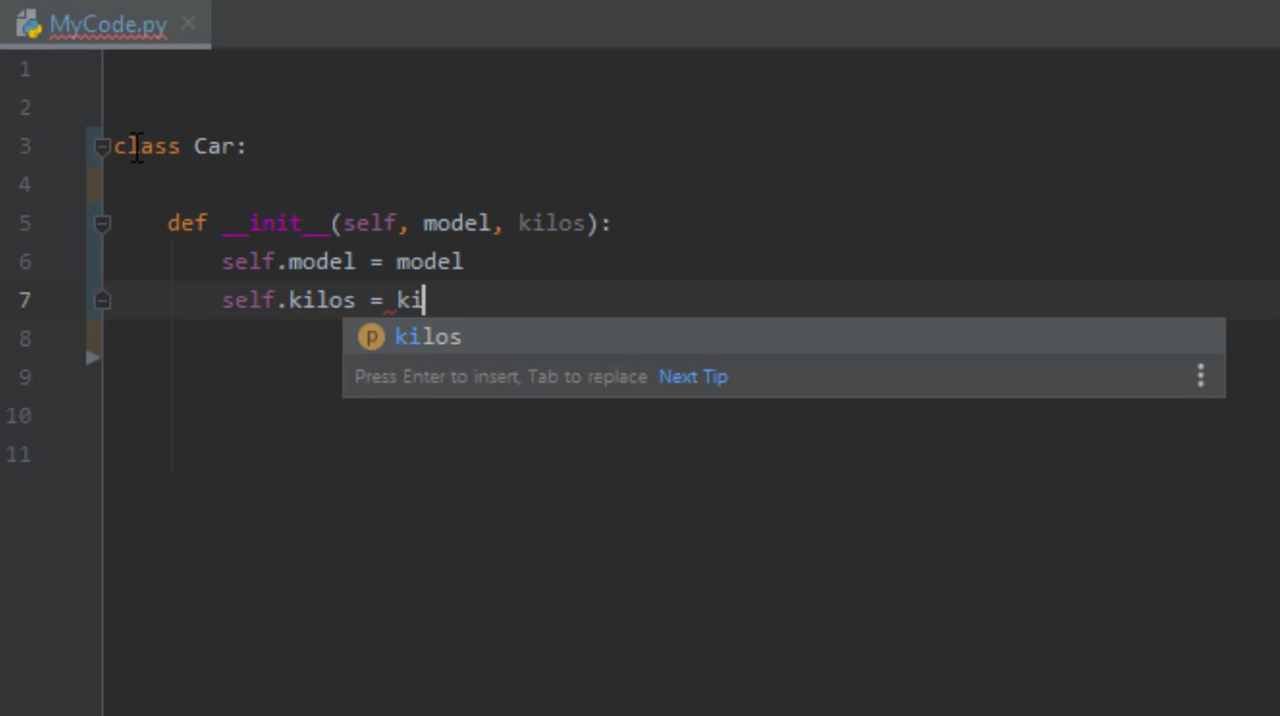 MyCode.py
1
2
3 class Car:
4
5 def __init__(self, model, kilos):
6 self.model = model
7 self.kilos = ki
p kilos
8
Press Enter to insert, Tab to replace Next Tip
9
10
11